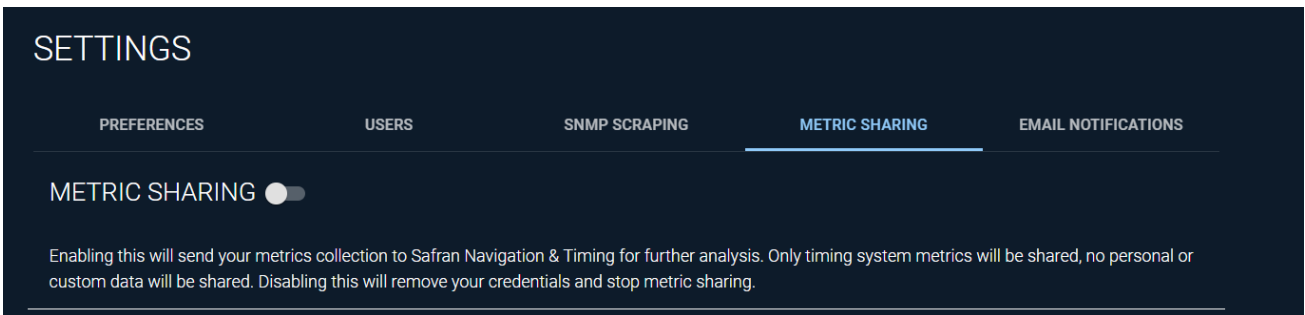 SETTINGS
PREFERENCES USERS SNMP SCRAPING METRIC SHARING EMAIL NOTIFICATIONS
METRIC SHARING
Enabling this will send your metrics collection to Safran Navigation & Timing for further analysis. Only timing system metrics will be shared, no personal or
custom data will be shared. Disabling this will remove your credentials and stop metric sharing.